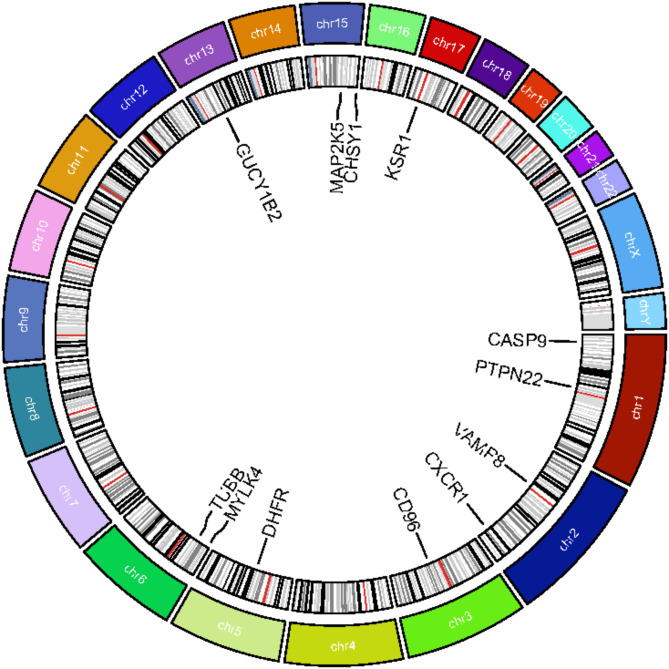 chr15
chr16
chr17
chr18
chr19
chr20
chr21
chr22
chrX
chrY
chr1
chr2
chr3
chr4
chr5
chr6
chr7
chr8
chr9
chr10
chr11
chr12
chr13
chr14
GUCY1B2
MAP2K5
CHSY1
KSR1
CASP9
PTPN22
VAMP8
CXCR1
CD96
DHFR
MYLK4
TUBB